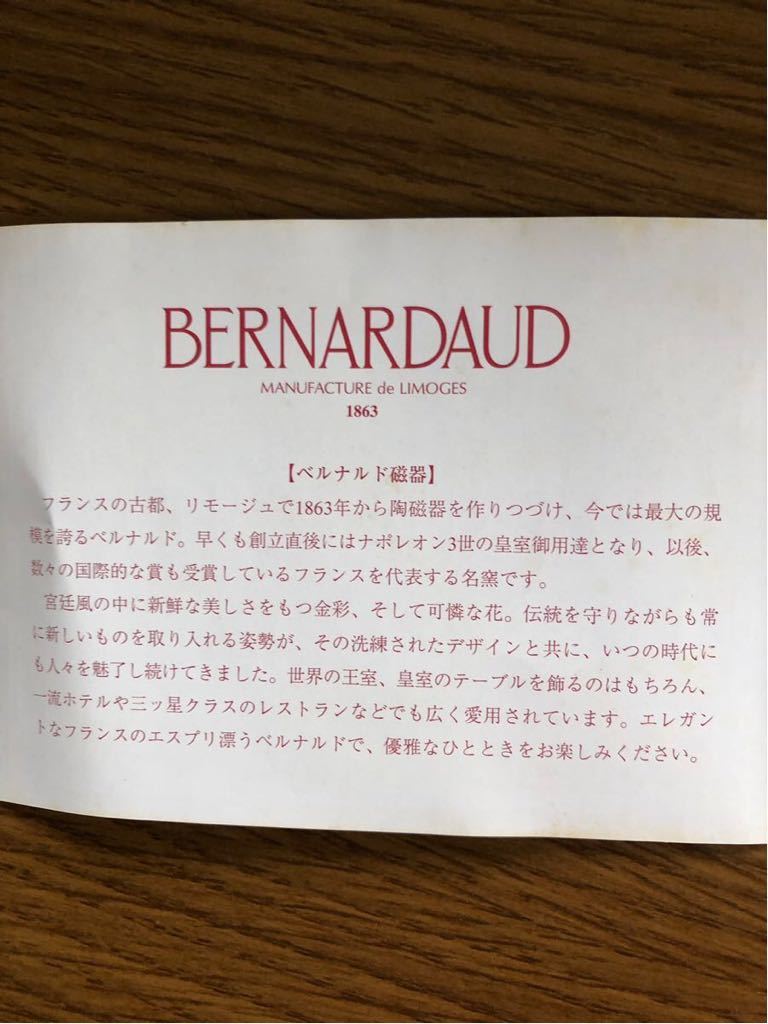 BERNARDAUD
MANUFACTURE de LIMOGES
1863
【ベルナルド磁器】
フランスの古都、リモージュで1863年から陶磁器を作りつづけ、今では最大の規
模を誇るベルナルド。早くも創立直後にはナポレオン3世の皇室御用達となり、以後、
数々の国際的な賞も受賞しているフランスを代表する名窯です。
宮廷風の中に新鮮な美しさをもつ金彩、そして可憐な花。伝統を守りながらも常
に新しいものを取り入れる姿勢が、その洗練されたデザインと共に、いつの時代に
も人々を魅了し続けてきました。世界の王室、皇室のテーブルを飾るのはもちろん、
一流ホテルや三ッ星クラスのレストランなどでも広く愛用されています。エレガン
トなフランスのエスプリ漂うベルナルドで、優雅なひとときをお楽しみください。